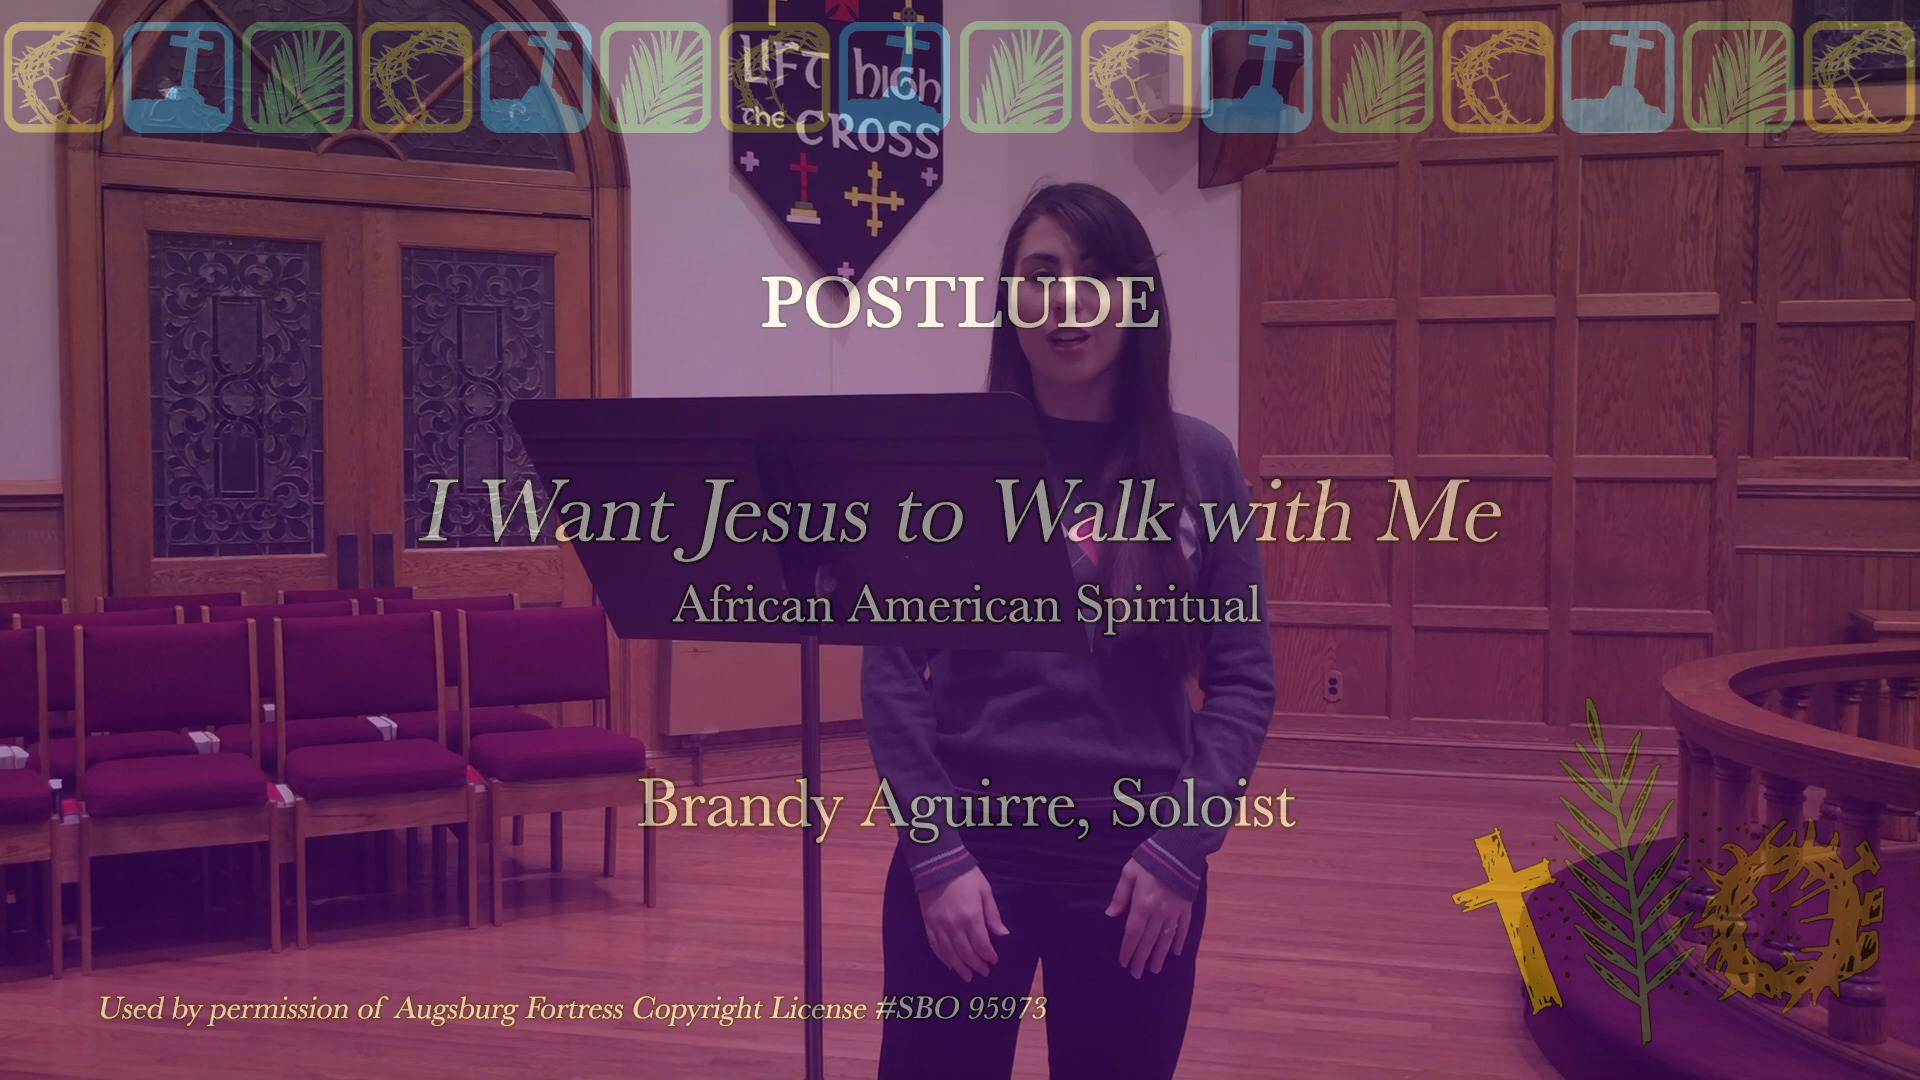 LIFT high
the CROSS
POSTLUDE
I Want Jesus to Walk with Me
African American Spiritual
Brandy Aguirre, Soloist
Used by permission of Augsburg Fortress Copyright License #SBO 95973